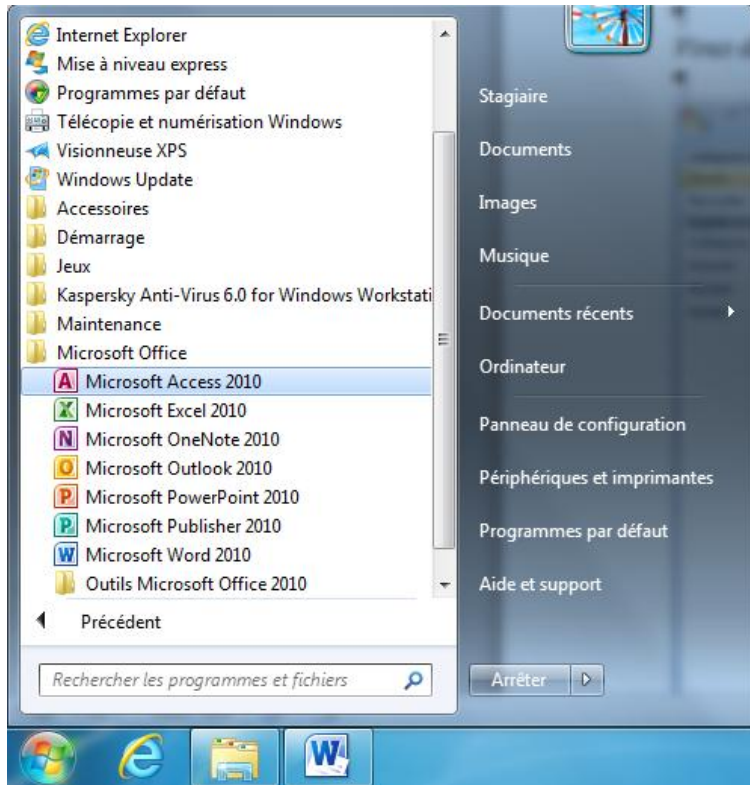 Internet Explorer
Mise à niveau express
Programmes par défaut
Télécopie et numérisation Windows
Visionneuse XPS
Windows Update
Accessoires
Démarrage
Jeux
Kaspersky Anti-Virus 6.0 for Windows Workstati
Maintenance
Microsoft Office
Microsoft Access 2010
Microsoft Excel 2010
Microsoft OneNote 2010
Microsoft Outlook 2010
Microsoft PowerPoint 2010
Microsoft Publisher 2010
Microsoft Word 2010
Outils Microsoft Office 2010
Précédent
Rechercher les programmes et fichiers
Stagiaire
Documents
Images
Musique
Documents récents
Ordinateur
Panneau de configuration
Périphériques et imprimantes
Programmes par défaut
Aide et support
Arrêter